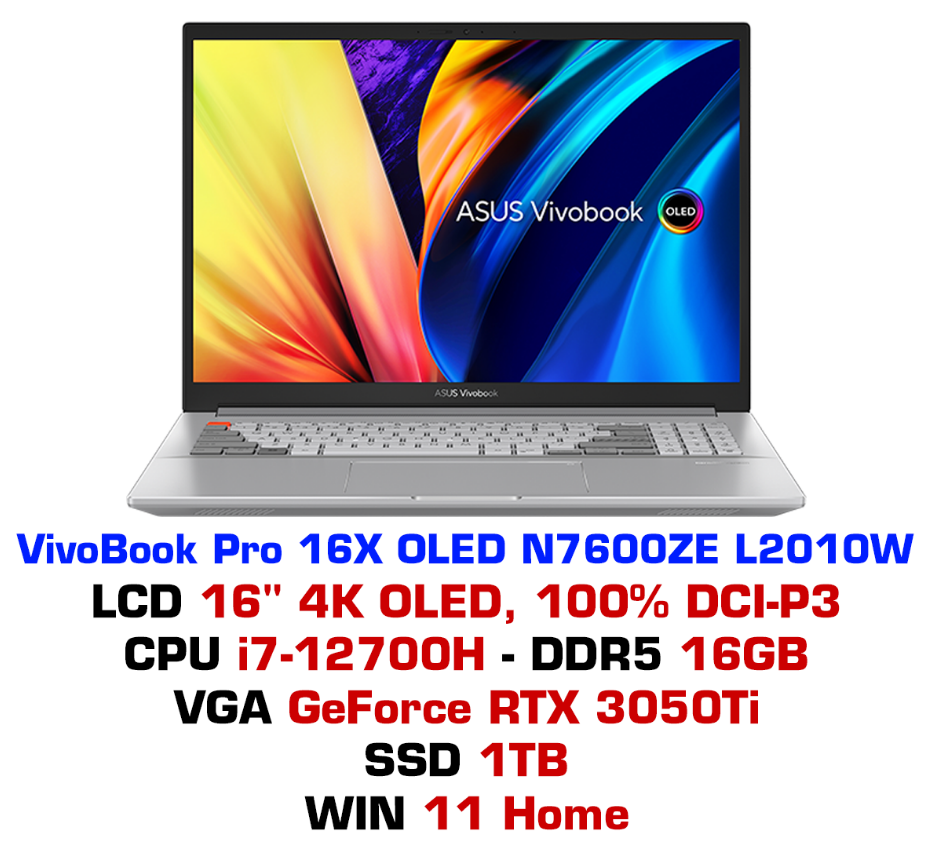 ASUS Vivobook OLED
ASUS Vivobook
VivoBook Pro 16X OLED N7600ZE L2010W
LCD 16" 4K OLED, 100% DCI-P3
CPU i7-12700H - DDR5 16GB
VGA GeForce RTX 3050Ti
SSD 1TB
WIN 11 Home